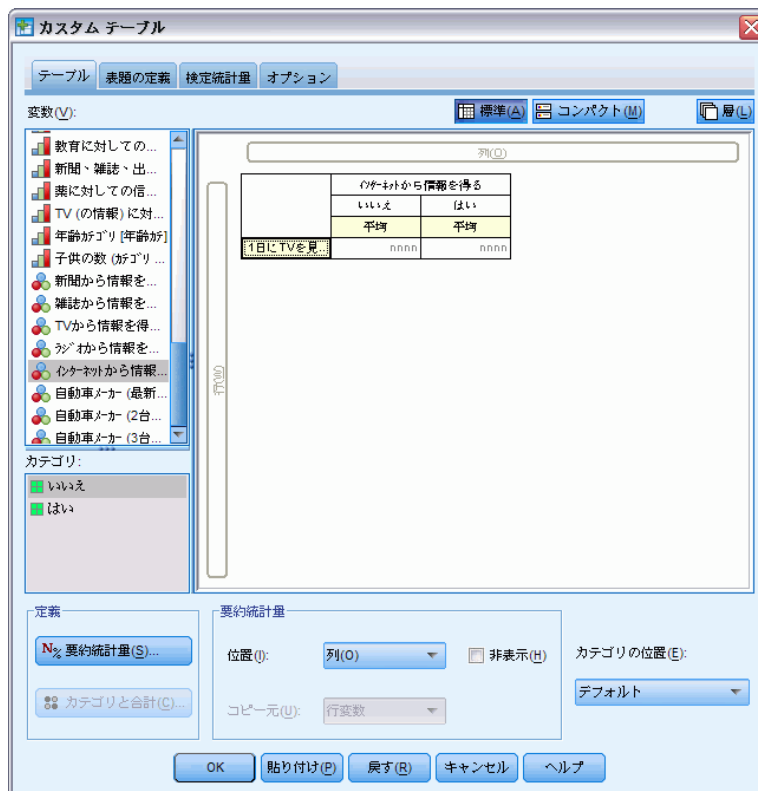 カスタム テーブル
テーブル 表題の定義 検定統計量 オプション
変数(V):
標準(A) コンパクト(M) 層(L)
教育に対しての...
新聞、雑誌、出...
薬に対しての信...
TV (の情報) に対...
年齢カテゴリ [年齢カテ]
子供の数 (カテゴリ ...
新聞から情報を...
雑誌から情報を...
TVから情報を得...
ラジオから情報を...
インターネットから情報...
自動車メーカー (最新...
自動車メーカー (2台...
自動車メーカー (3台...
列(O)
インターネットから情報を得る
いいえ はい
平均 平均
1日にTVを見... nnnn nnnn
行(W)
カテゴリ:
いいえ
はい
定義
N% 要約統計量(S)...
カテゴリと合計(C)...
要約統計量
位置(I): 列(O) 非表示(H)
コピー元(U): 行変数
カテゴリの位置(E):
デフォルト
OK 貼り付け(P) 戻す(R) キャンセル ヘルプ